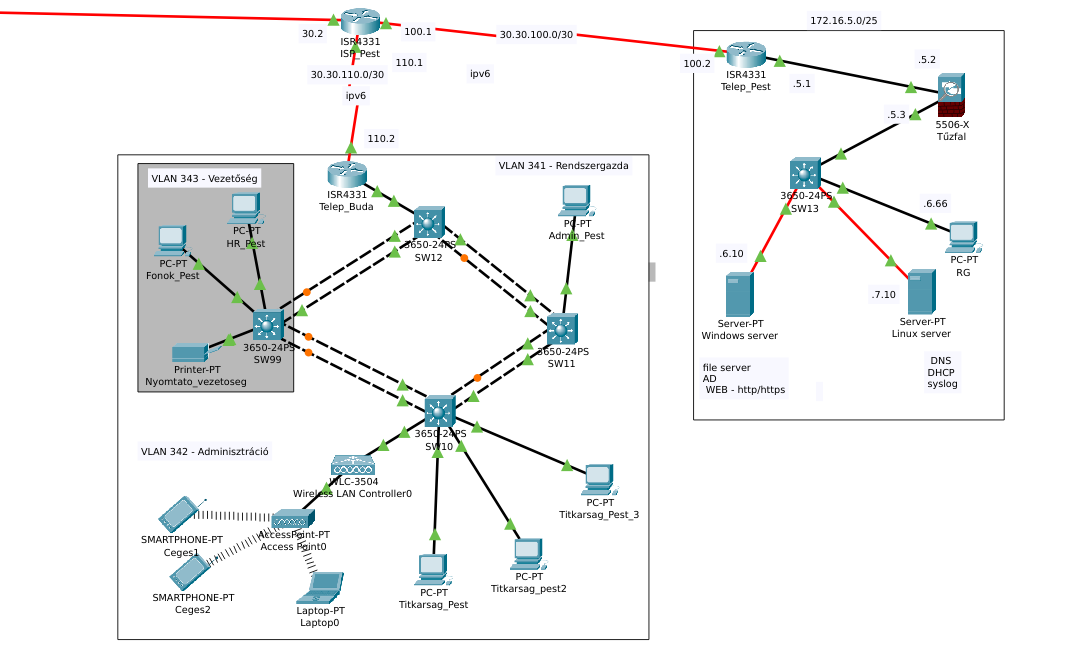 172.16.5.0/25
30.2
ISR4331
ISP_Pest
100.1
30.30.100.0/30
110.1
30.30.110.0/30
ipv6
ipv6
100.2
ISR4331
Telep_Pest
.5.1
.5.2
5506-X
Tűzfal
.5.3
110.2
VLAN 341 - Rendszergazda
VLAN 343 - Vezetőség
ISR4331
Telep_Buda
PC-PT
HR_Pest
PC-PT
Fonok_Pest
3650-24PS
SW12
PC-PT
Admin_Pest
3650-24PS
SW13
.6.66
PC-PT
RG
.6.10
.7.10
Server-PT
Windows server
Server-PT
Linux server
3650-24PS
SW99
3650-24PS
SW11
Printer-PT
Nyomtato_vezetoseg
file server
AD
WEB - http/https
DNS
DHCP
syslog
3650-24PS
SW10
VLAN 342 - Adminisztráció
WLC-3504
Wireless LAN Controller0
PC-PT
Titkarsag_Pest_3
SMARTPHONE-PT
Ceges1
AccessPoint-PT
Access Point0
SMARTPHONE-PT
Ceges2
Laptop-PT
Laptop0
PC-PT
Titkarsag_Pest
PC-PT
Titkarsag_pest2